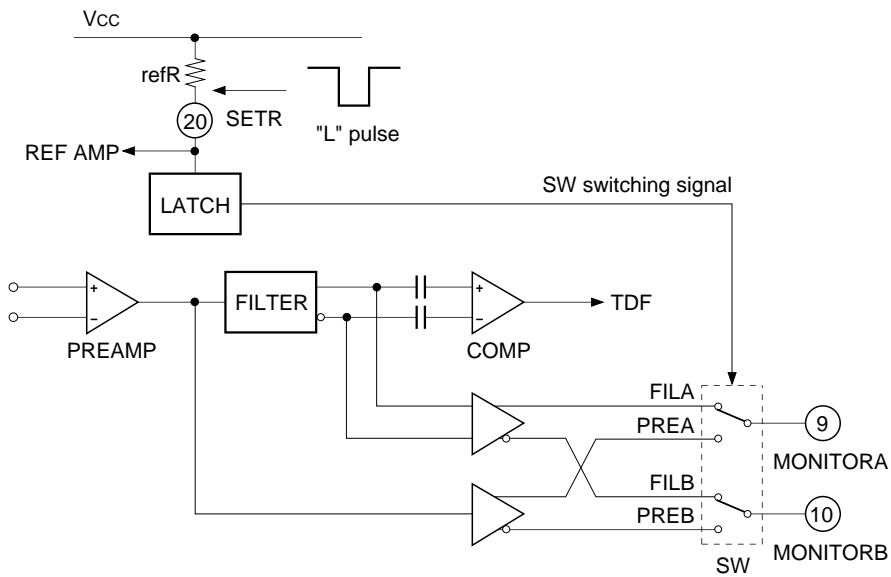 Vcc
refR
20
SETR
"L" pulse
REF AMP
LATCH
SW switching signal
+
−
PREAMP
FILTER
+
−
COMP
TDF
FILA
9
PREA
MONITORA
FILB
10
PREB
MONITORB
SW